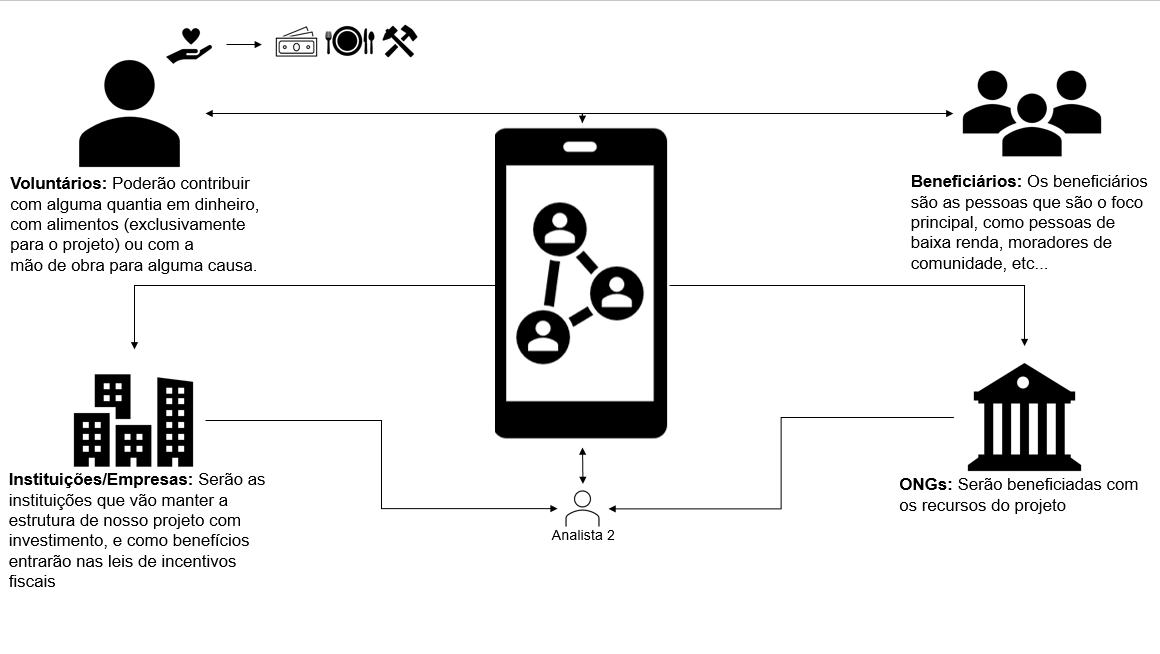 Voluntários: Poderão contribuir
com alguma quantia em dinheiro,
com alimentos (exclusivamente
para o projeto) ou com a
mão de obra para alguma causa.
Beneficiários: Os beneficiários
são as pessoas que são o foco
principal, como pessoas de
baixa renda, moradores de
comunidade, etc...
Instituições/Empresas: Serão as
instituições que vão manter a
estrutura de nosso projeto com
investimento, e como benefícios
entrarão nas leis de incentivos
fiscais
ONGs: Serão beneficiadas com
os recursos do projeto
Analista 2